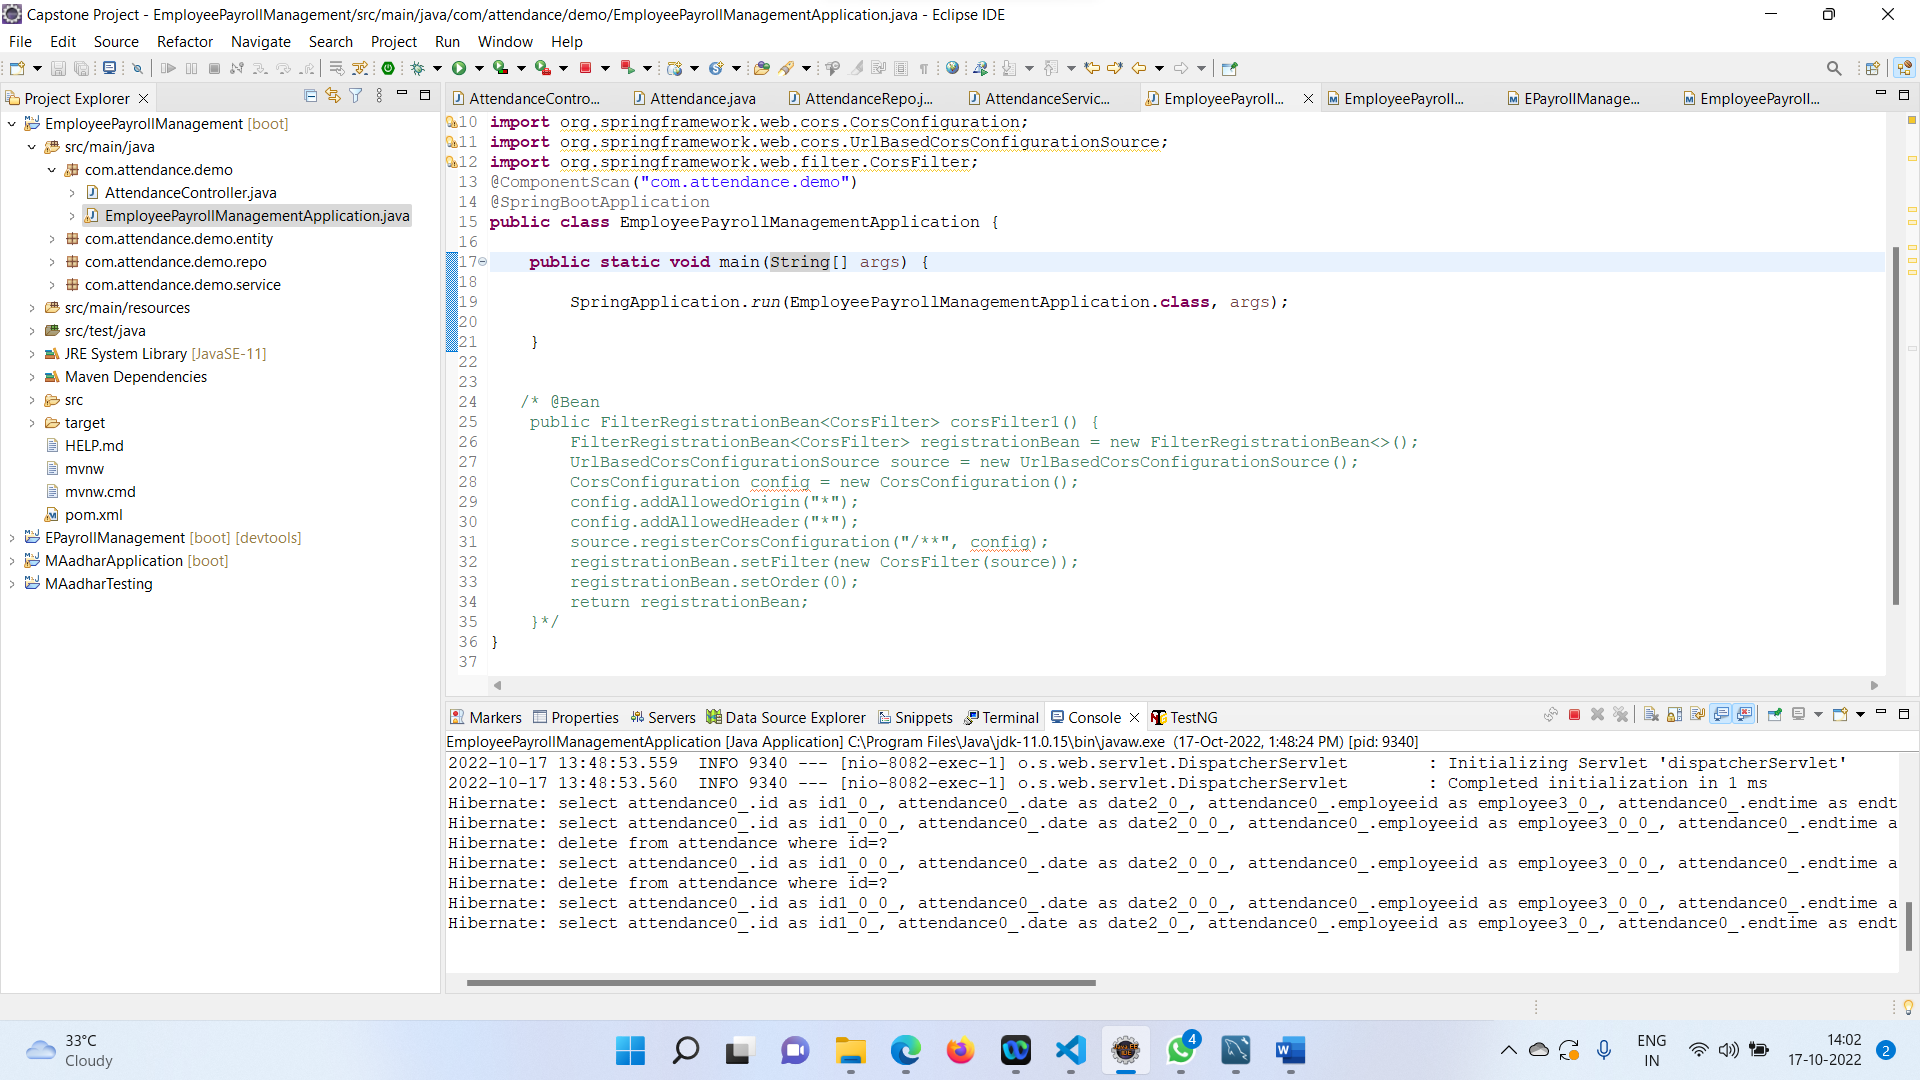 Capstone Project - EmployeePayrollManagement/src/main/java/com/attendance/demo/EmployeePayrollManagementApplication.java - Eclipse IDE
File Edit Source Refactor Navigate Search Project Run Window Help
Project Explorer
EmployeePayrollManagement [boot]
src/main/java
com.attendance.demo
AttendanceController.java
EmployeePayrollManagementApplication.java
com.attendance.demo.entity
com.attendance.demo.repo
com.attendance.demo.service
src/main/resources
src/test/java
JRE System Library [JavaSE-11]
Maven Dependencies
src
target
HELP.md
mvnw
mvnw.cmd
pom.xml
EPayrollManagement [boot] [devtools]
MAadharApplication [boot]
MAadharTesting
AttendanceContro... Attendance.java AttendanceRepo.j... AttendanceServic... EmployeePayroll... EmployeePayroll... EPayrollManage... EmployeePayroll...
10 import org.springframework.web.cors.CorsConfiguration;
11 import org.springframework.web.cors.UrlBasedCorsConfigurationSource;
12 import org.springframework.web.filter.CorsFilter;
13 @ComponentScan("com.attendance.demo")
14 @SpringBootApplication
15 public class EmployeePayrollManagementApplication {
16
17 public static void main(String[] args) {
18
19 SpringApplication.run(EmployeePayrollManagementApplication.class, args);
20
21 }
22
23
24 /* @Bean
25 public FilterRegistrationBean<CorsFilter> corsFilter1() {
26 FilterRegistrationBean<CorsFilter> registrationBean = new FilterRegistrationBean<>();
27 UrlBasedCorsConfigurationSource source = new UrlBasedCorsConfigurationSource();
28 CorsConfiguration config = new CorsConfiguration();
29 config.addAllowedOrigin("*");
30 config.addAllowedHeader("*");
31 source.registerCorsConfiguration("/**", config);
32 registrationBean.setFilter(new CorsFilter(source));
33 registrationBean.setOrder(0);
34 return registrationBean;
35 }*/
36 }
37
Markers Properties Servers Data Source Explorer Snippets Terminal Console TestNG
EmployeePayrollManagementApplication [Java Application] C:\Program Files\Java\jdk-11.0.15\bin\javaw.exe (17-Oct-2022, 1:48:24 PM) [pid: 9340]
2022-10-17 13:48:53.559 INFO 9340 --- [nio-8082-exec-1] o.s.web.servlet.DispatcherServlet : Initializing Servlet 'dispatcherServlet'
2022-10-17 13:48:53.560 INFO 9340 --- [nio-8082-exec-1] o.s.web.servlet.DispatcherServlet : Completed initialization in 1 ms
Hibernate: select attendance0_.id as id1_0_, attendance0_.date as date2_0_, attendance0_.employeeid as employee3_0_, attendance0_.endtime as endt
Hibernate: select attendance0_.id as id1_0_0_, attendance0_.date as date2_0_0_, attendance0_.employeeid as employee3_0_0_, attendance0_.endtime a
Hibernate: delete from attendance where id=?
Hibernate: select attendance0_.id as id1_0_0_, attendance0_.date as date2_0_0_, attendance0_.employeeid as employee3_0_0_, attendance0_.endtime a
Hibernate: delete from attendance where id=?
Hibernate: select attendance0_.id as id1_0_0_, attendance0_.date as date2_0_0_, attendance0_.employeeid as employee3_0_0_, attendance0_.endtime a
Hibernate: select attendance0_.id as id1_0_, attendance0_.date as date2_0_, attendance0_.employeeid as employee3_0_, attendance0_.endtime as endt
33°C
Cloudy
4
ENG
IN
14:02
17-10-2022
2